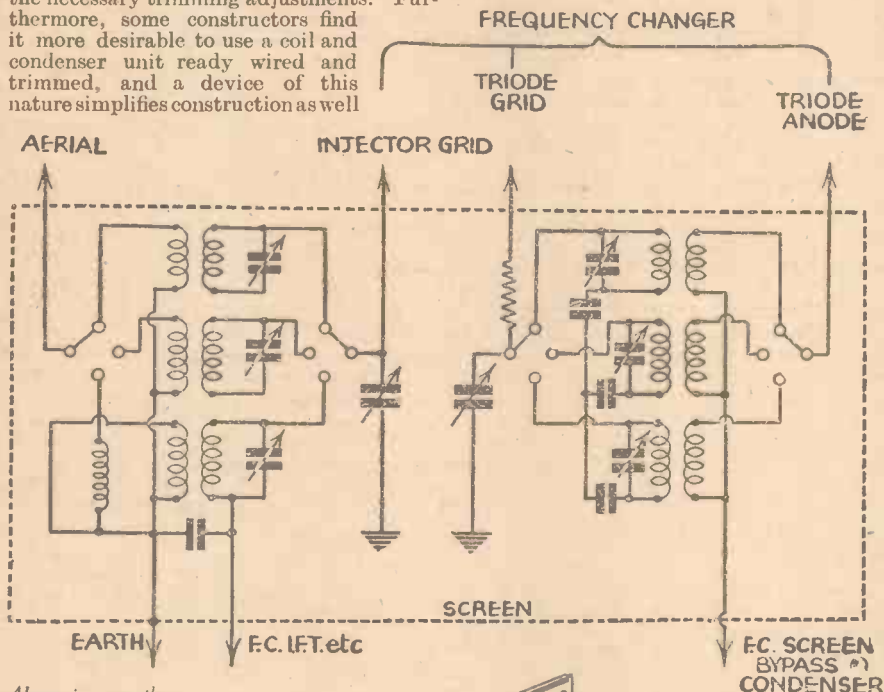 the necessary trimming adjustments. Fur-
thermore, some constructors find
it more desirable to use a coil and
condenser unit ready wired and
trimmed, and a device of this
nature simplifies construction as well
FREQUENCY CHANGER
TRIODE
GRID
TRIODE
ANODE
AERIAL
INJECTOR GRID
SCREEN
EARTH
F.C. I.F.T. etc
F.C. SCREEN
BYPASS
CONDENSER